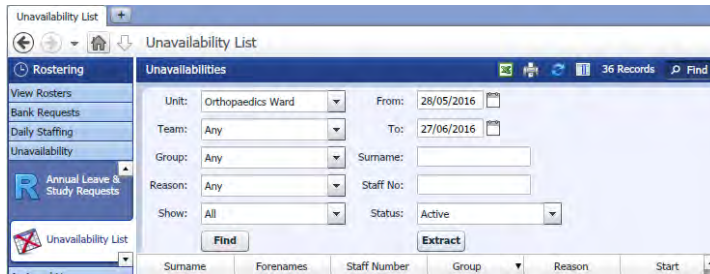 Unavailability List
Unavailability List
Rostering
Unavailabilities
36 Records
Find
View Rosters
Bank Requests
Daily Staffing
Unavailability
Annual Leave &
Study Requests
Unavailability List
Unit: Orthopaedics Ward From: 28/05/2016
Team: Any To: 27/06/2016
Group: Any Surname:
Reason: Any Staff No:
Show: All Status: Active
Find Extract
Surname Forenames Staff Number Group Reason Start